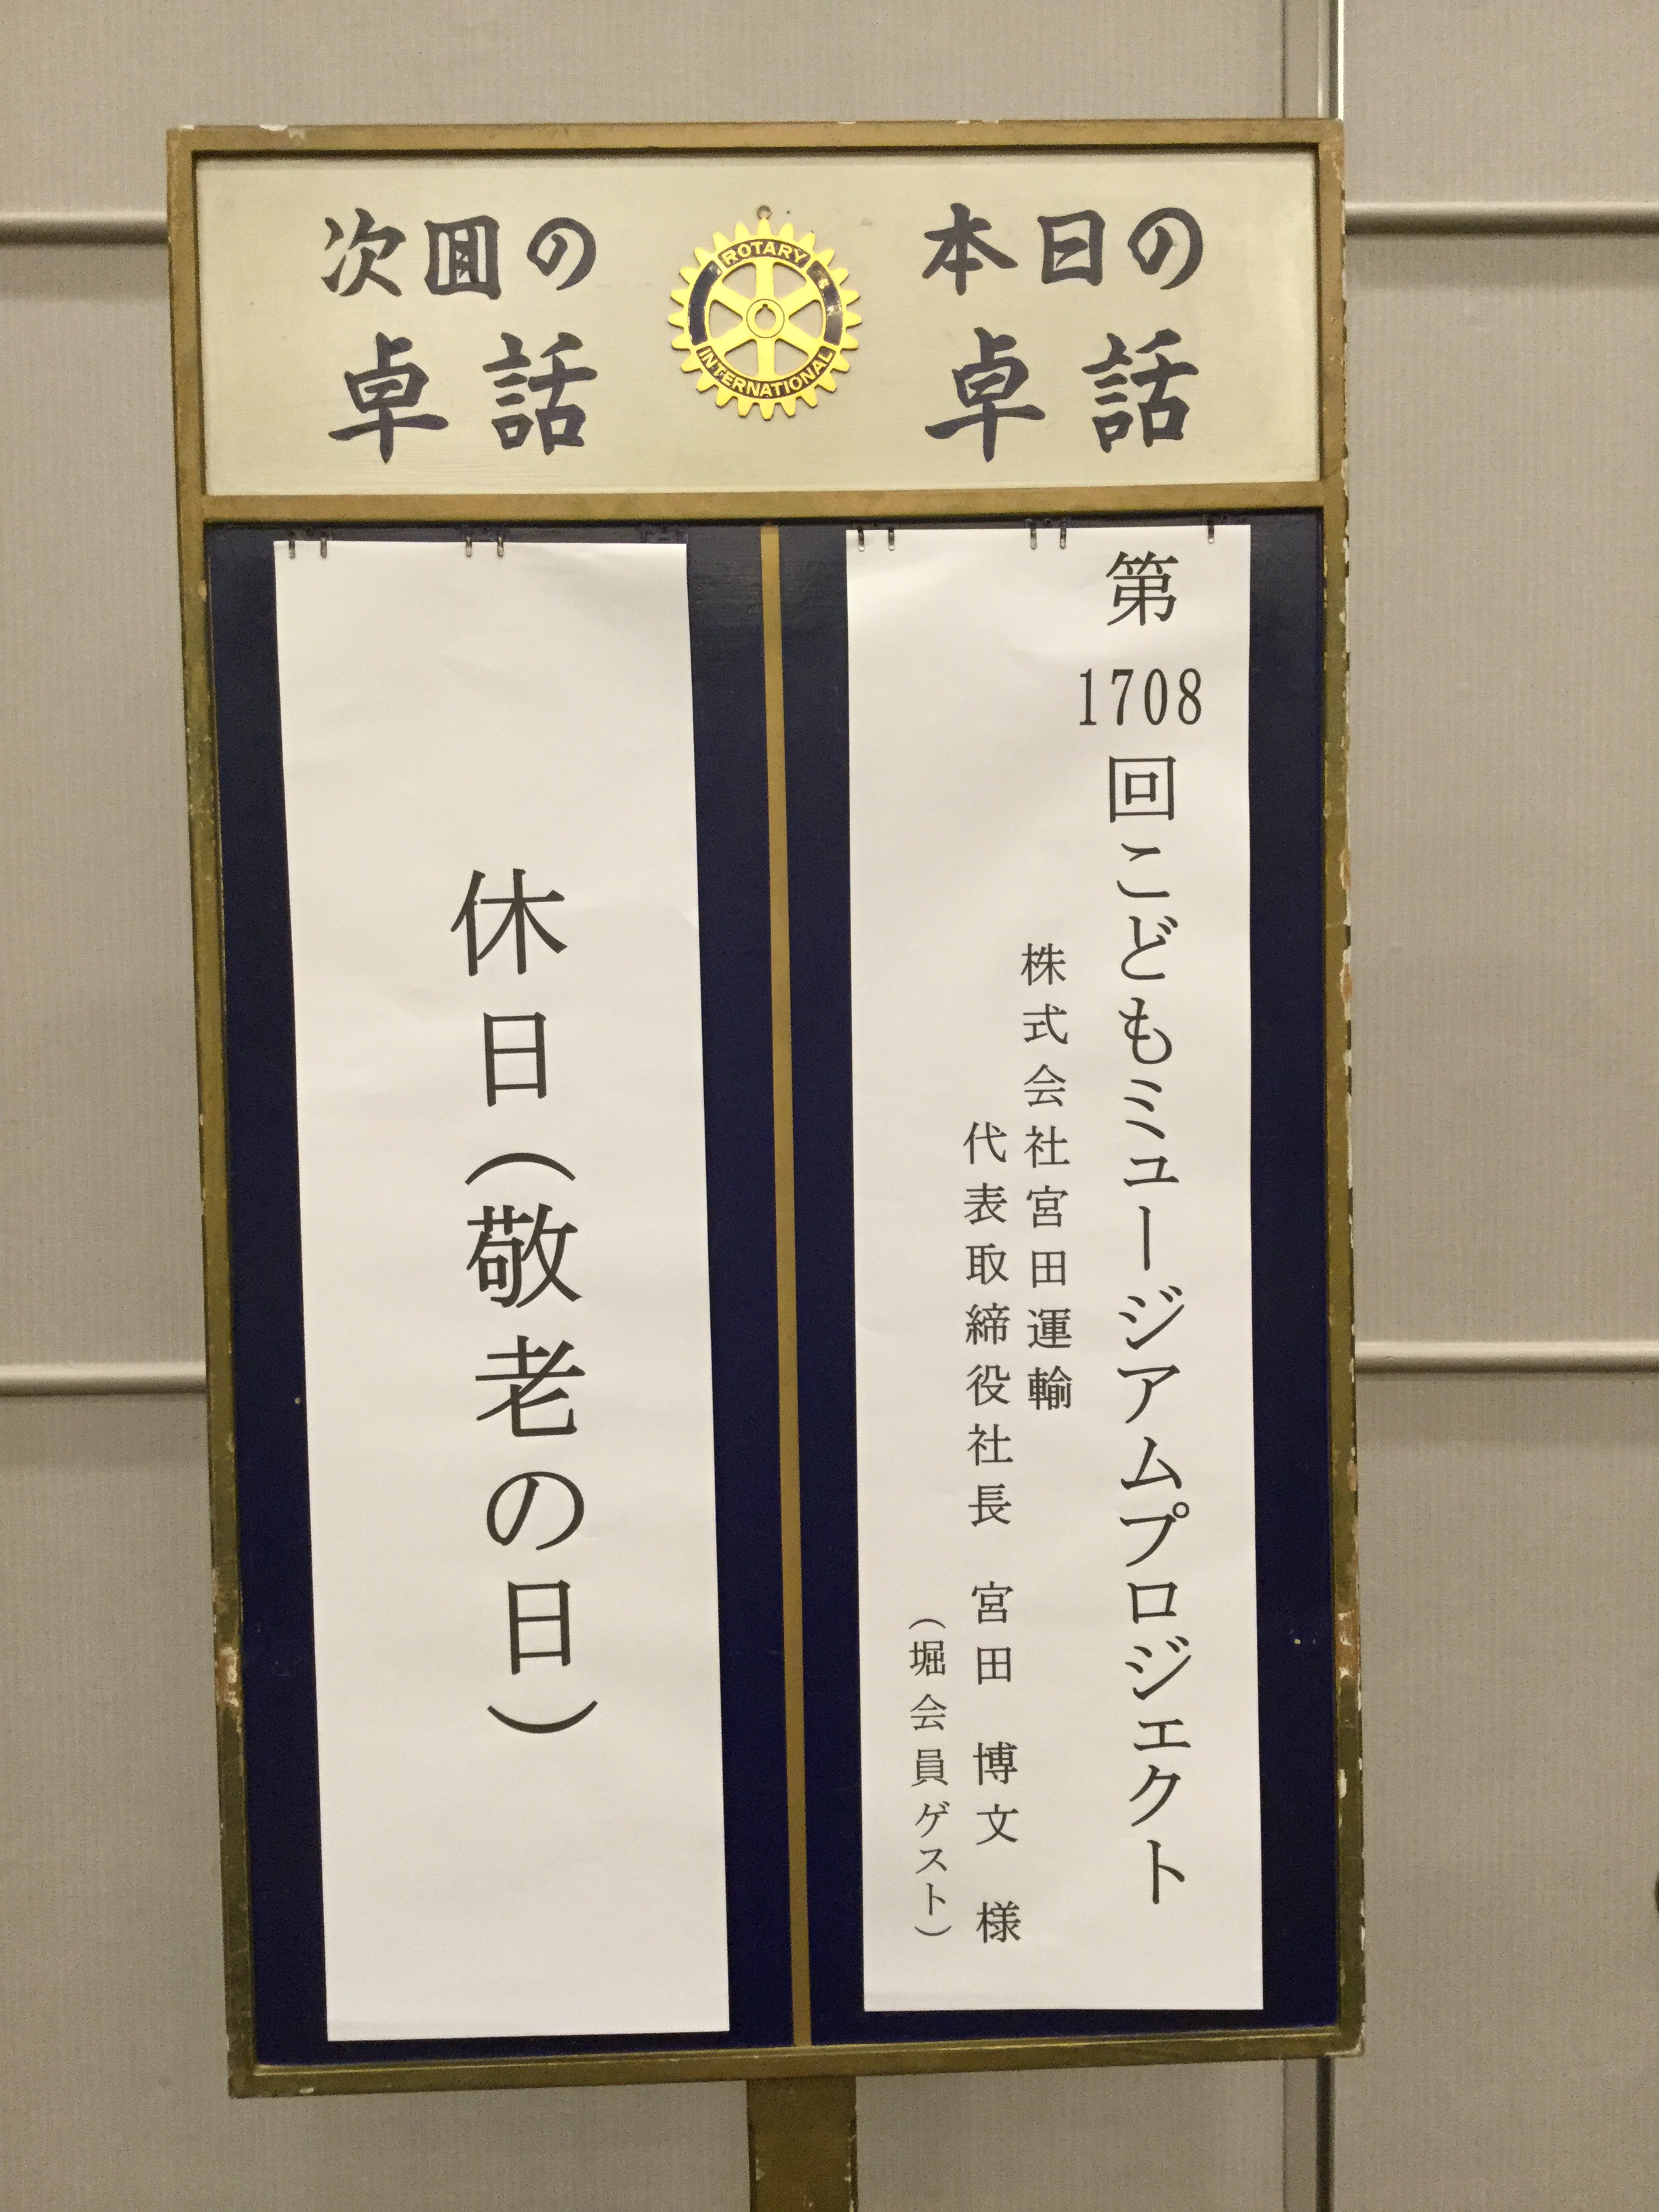 本日の
卓話
第1708回こどもミュージアムプロジェクト
株式会社宮田運輸
代表取締役社長 宮田 博文 様
（堀会員ゲスト）
ROTARY
INTERNATIONAL
次回の
卓話
休日（敬老の日）